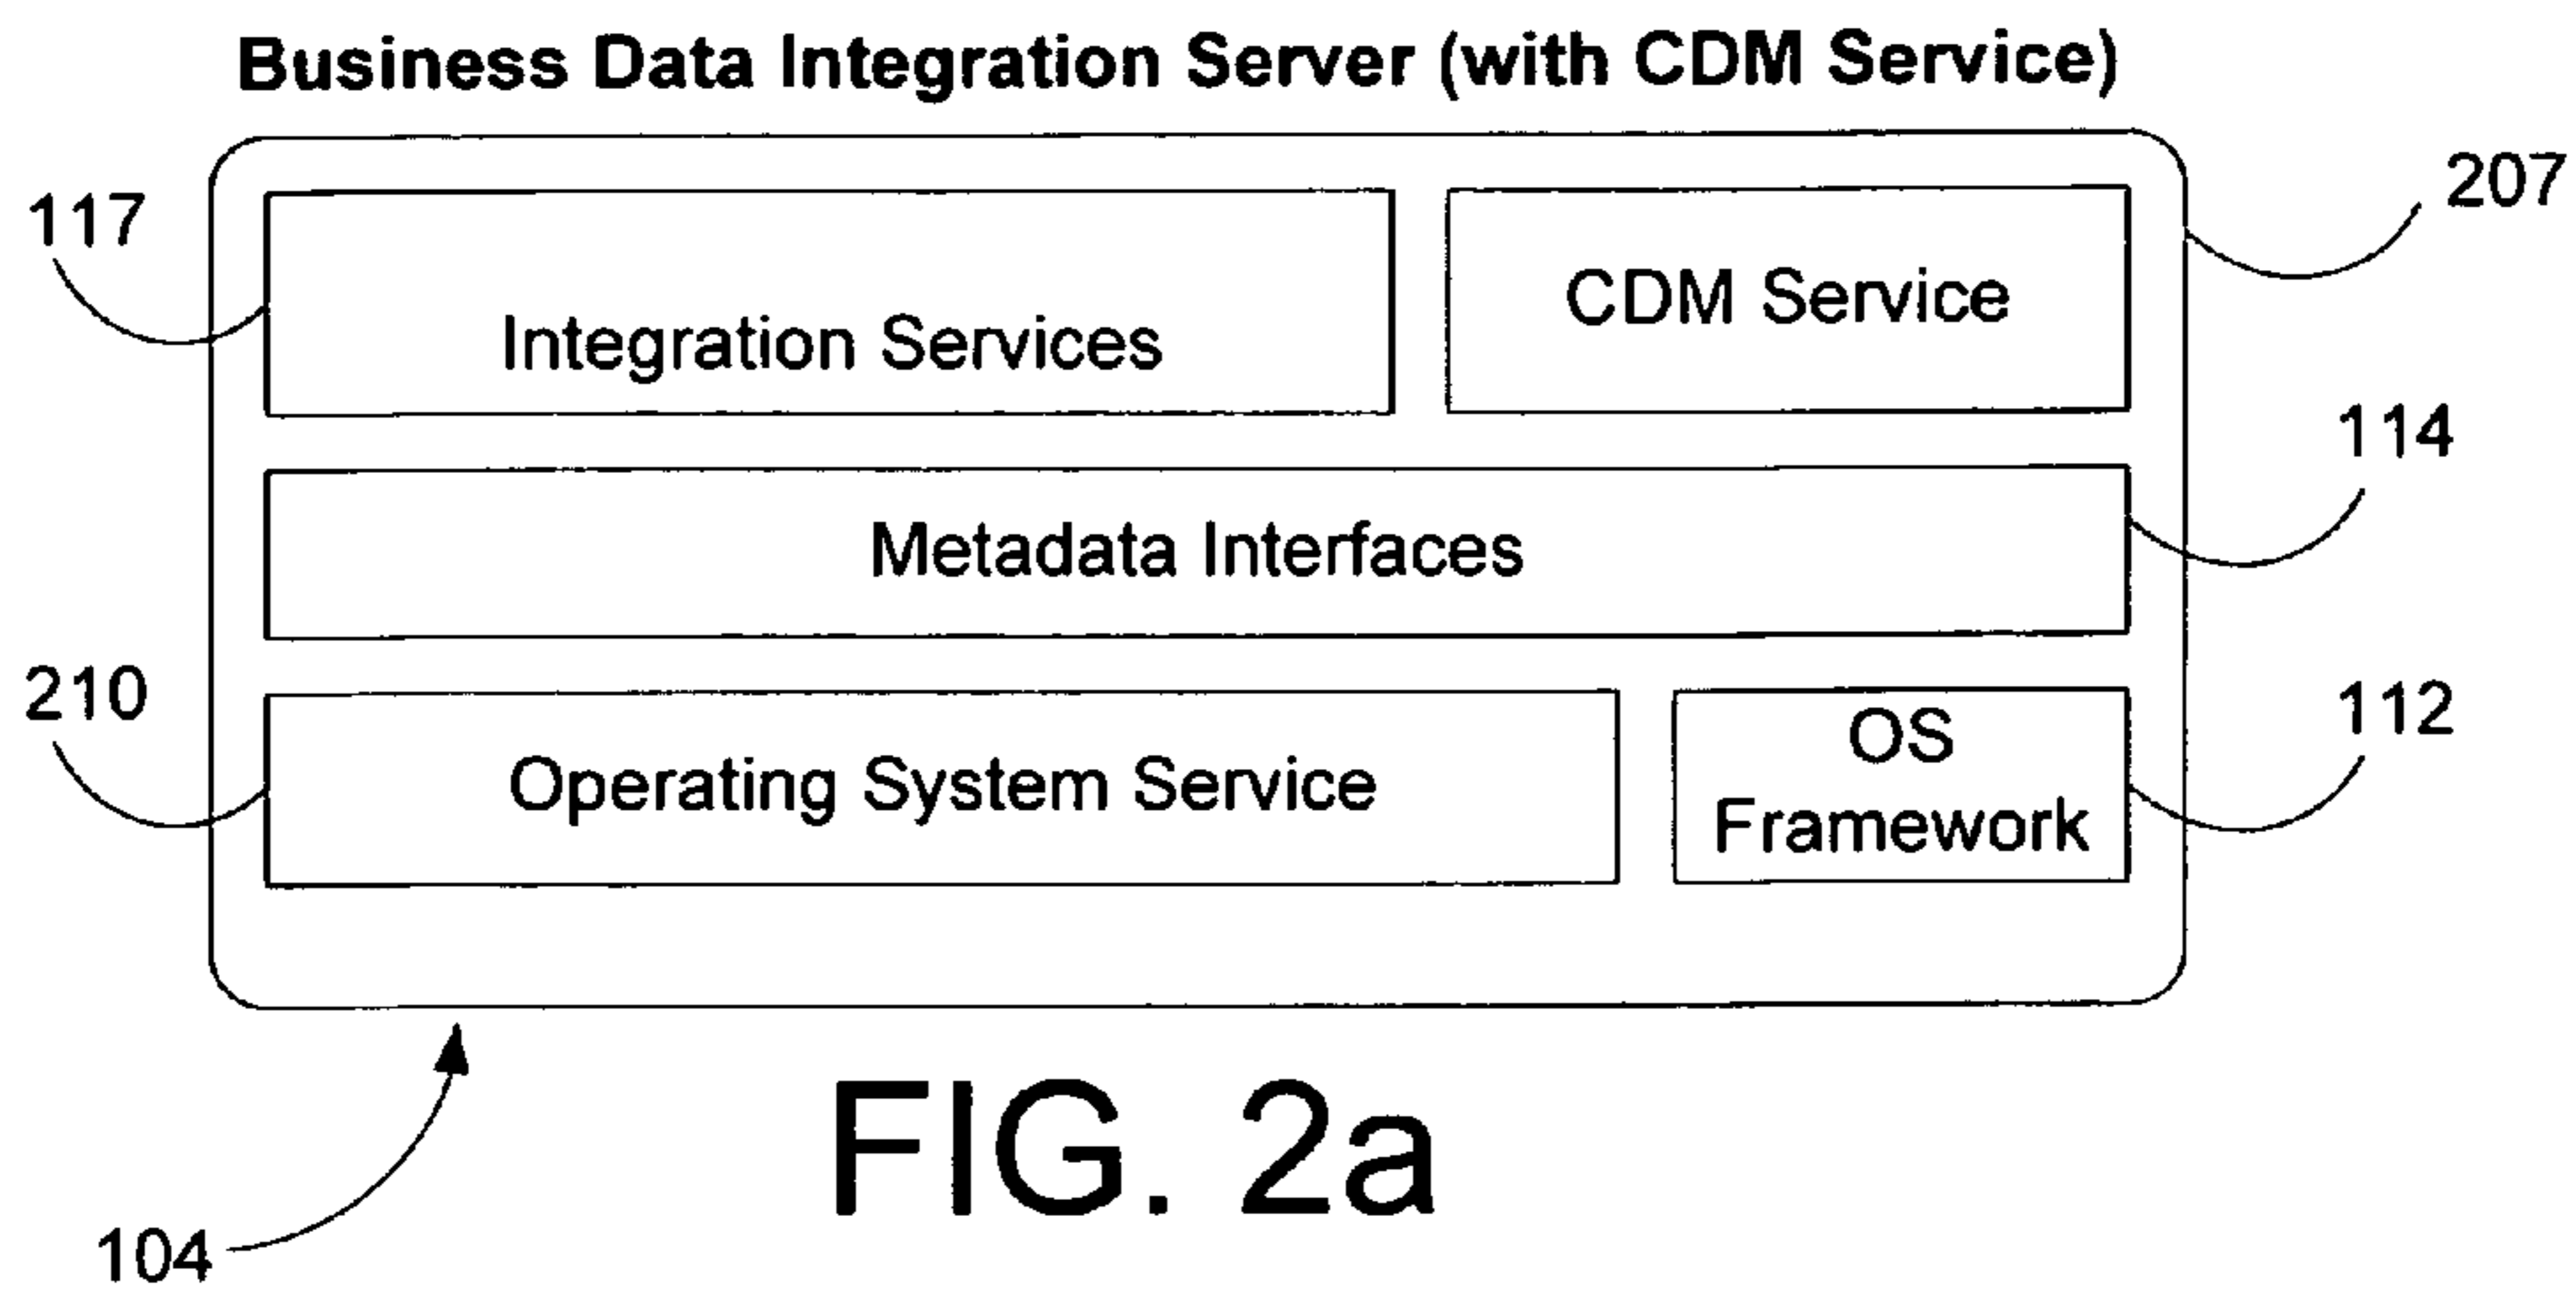 Business Data Integration Server (with CDM Service)
117
207
Integration Services
CDM Service
114
Metadata Interfaces
210
112
Operating System Service
OS
Framework
104
FIG. 2a